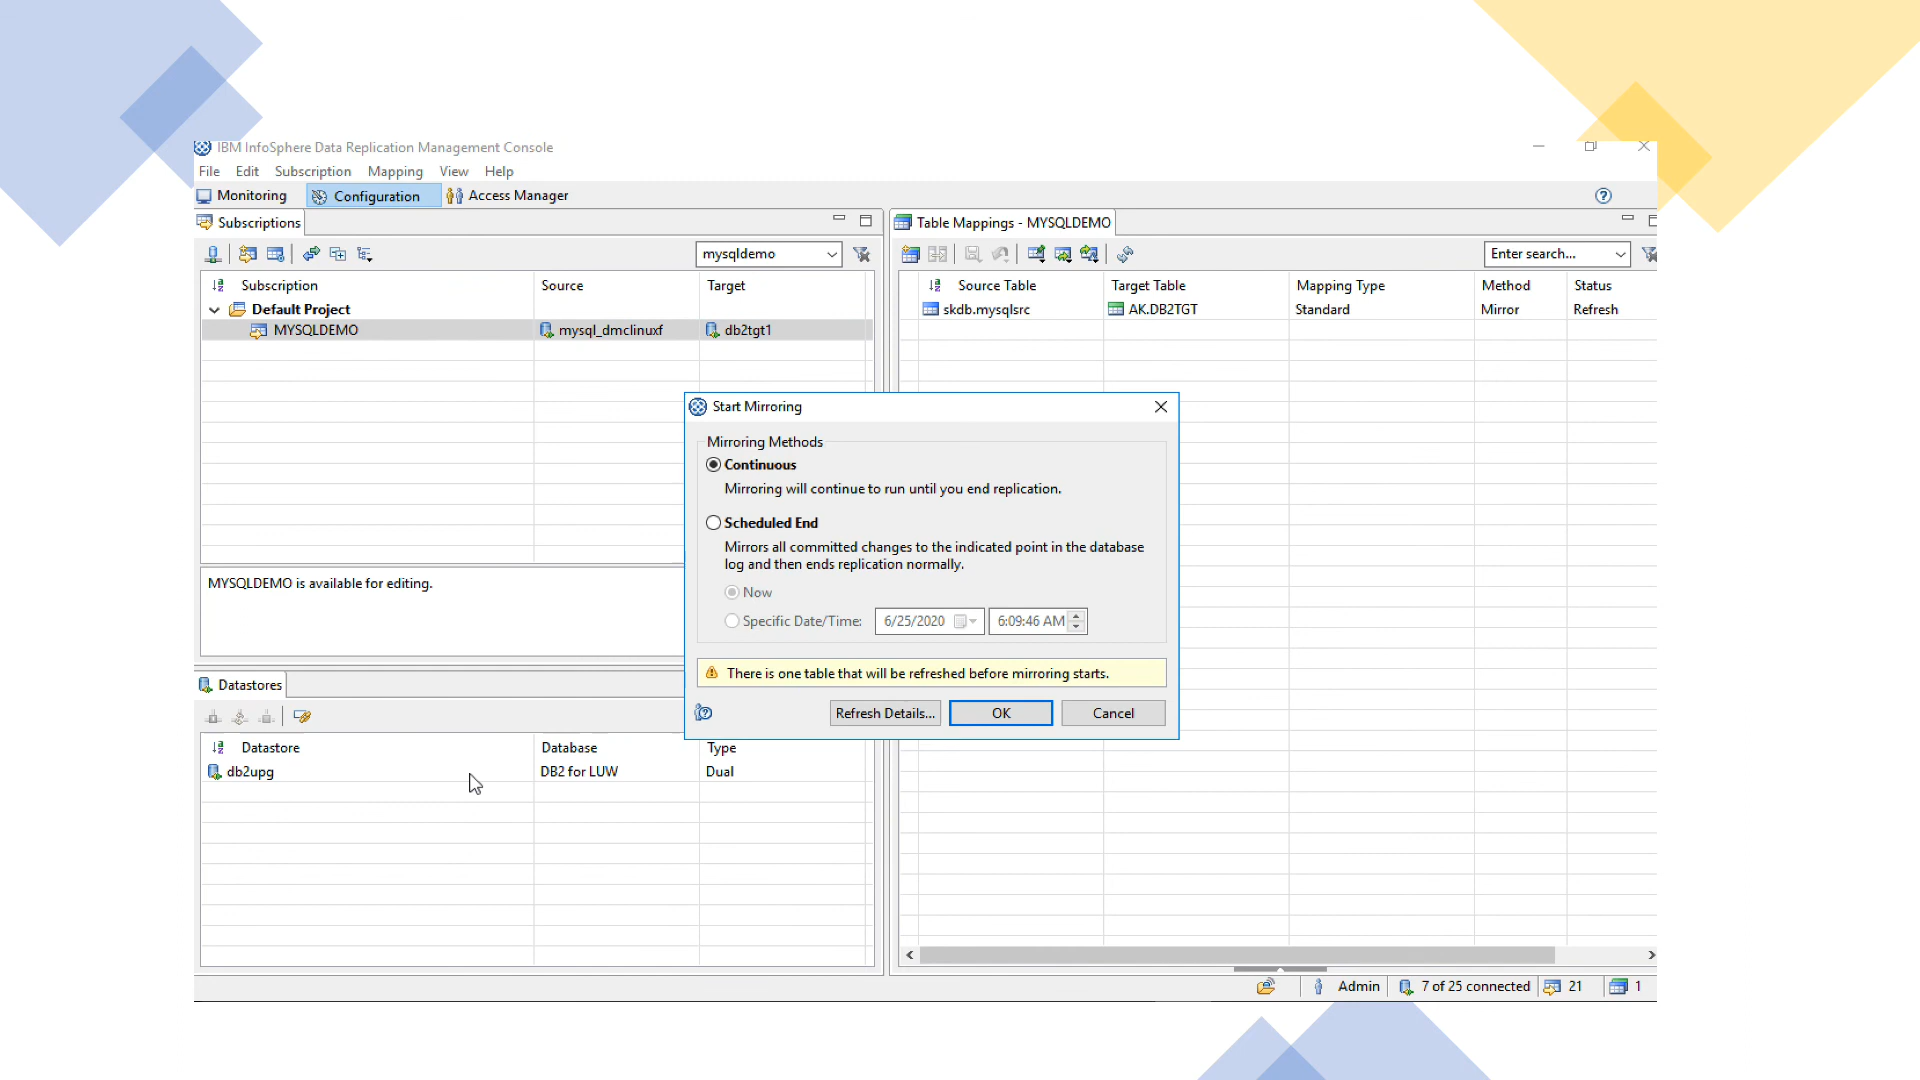 IBM InfoSphere Data Replication Management Console
File Edit Subscription Mapping View Help
Monitoring Configuration Access Manager
Subscriptions
mysqldemo
Subscription Source Target
Default Project
MYSQLDEMO mysql_dmclinuxf db2tgt1
MYSQLDEMO is available for editing.
Datastores
Datastore Database Type
db2upg DB2 for LUW Dual
Table Mappings - MYSQLDEMO
Enter search...
Source Table Target Table Mapping Type Method Status
skdb.mysqlsrc AK.DB2TGT Standard Mirror Refresh
Start Mirroring
Mirroring Methods
Continuous
Mirroring will continue to run until you end replication.
Scheduled End
Mirrors all committed changes to the indicated point in the database
log and then ends replication normally.
Now
Specific Date/Time: 6/25/2020 6:09:46 AM
There is one table that will be refreshed before mirroring starts.
Refresh Details... OK Cancel
Admin 7 of 25 connected 21 1